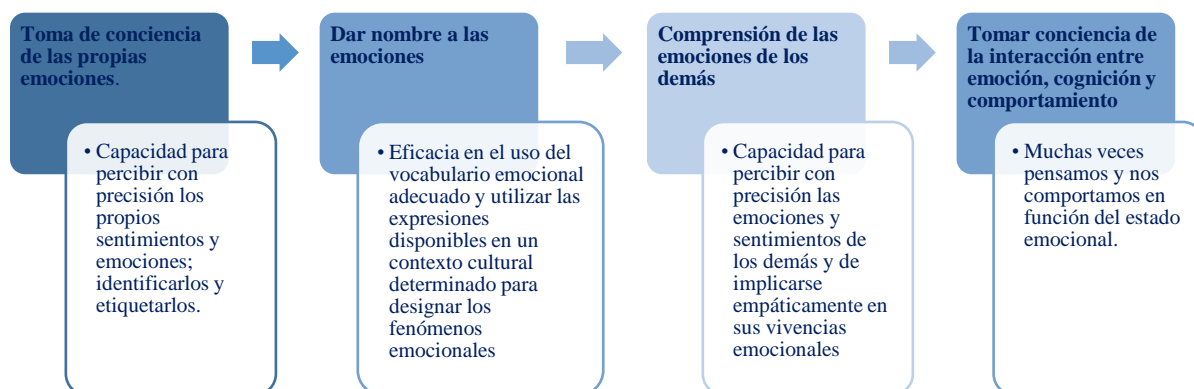 Toma de conciencia
de las propias
emociones.
• Capacidad para
percibir con
precisión los
propios
sentimientos y
emociones;
identificarlos y
etiquetarlos.
Dar nombre a las
emociones
• Eficacia en el uso del
vocabulario emocional
adecuado y utilizar las
expresiones
disponibles en un
contexto cultural
determinado para
designar los
fenómenos
emocionales
Comprensión de las
emociones de los
demás
• Capacidad para
percibir con
precisión las
emociones y
sentimientos de
los demás y de
implicarse
empáticamente en
sus vivencias
emocionales
Tomar conciencia de
la interacción entre
emoción, cognición y
comportamiento
• Muchas veces
pensamos y nos
comportamos en
función del estado
emocional.